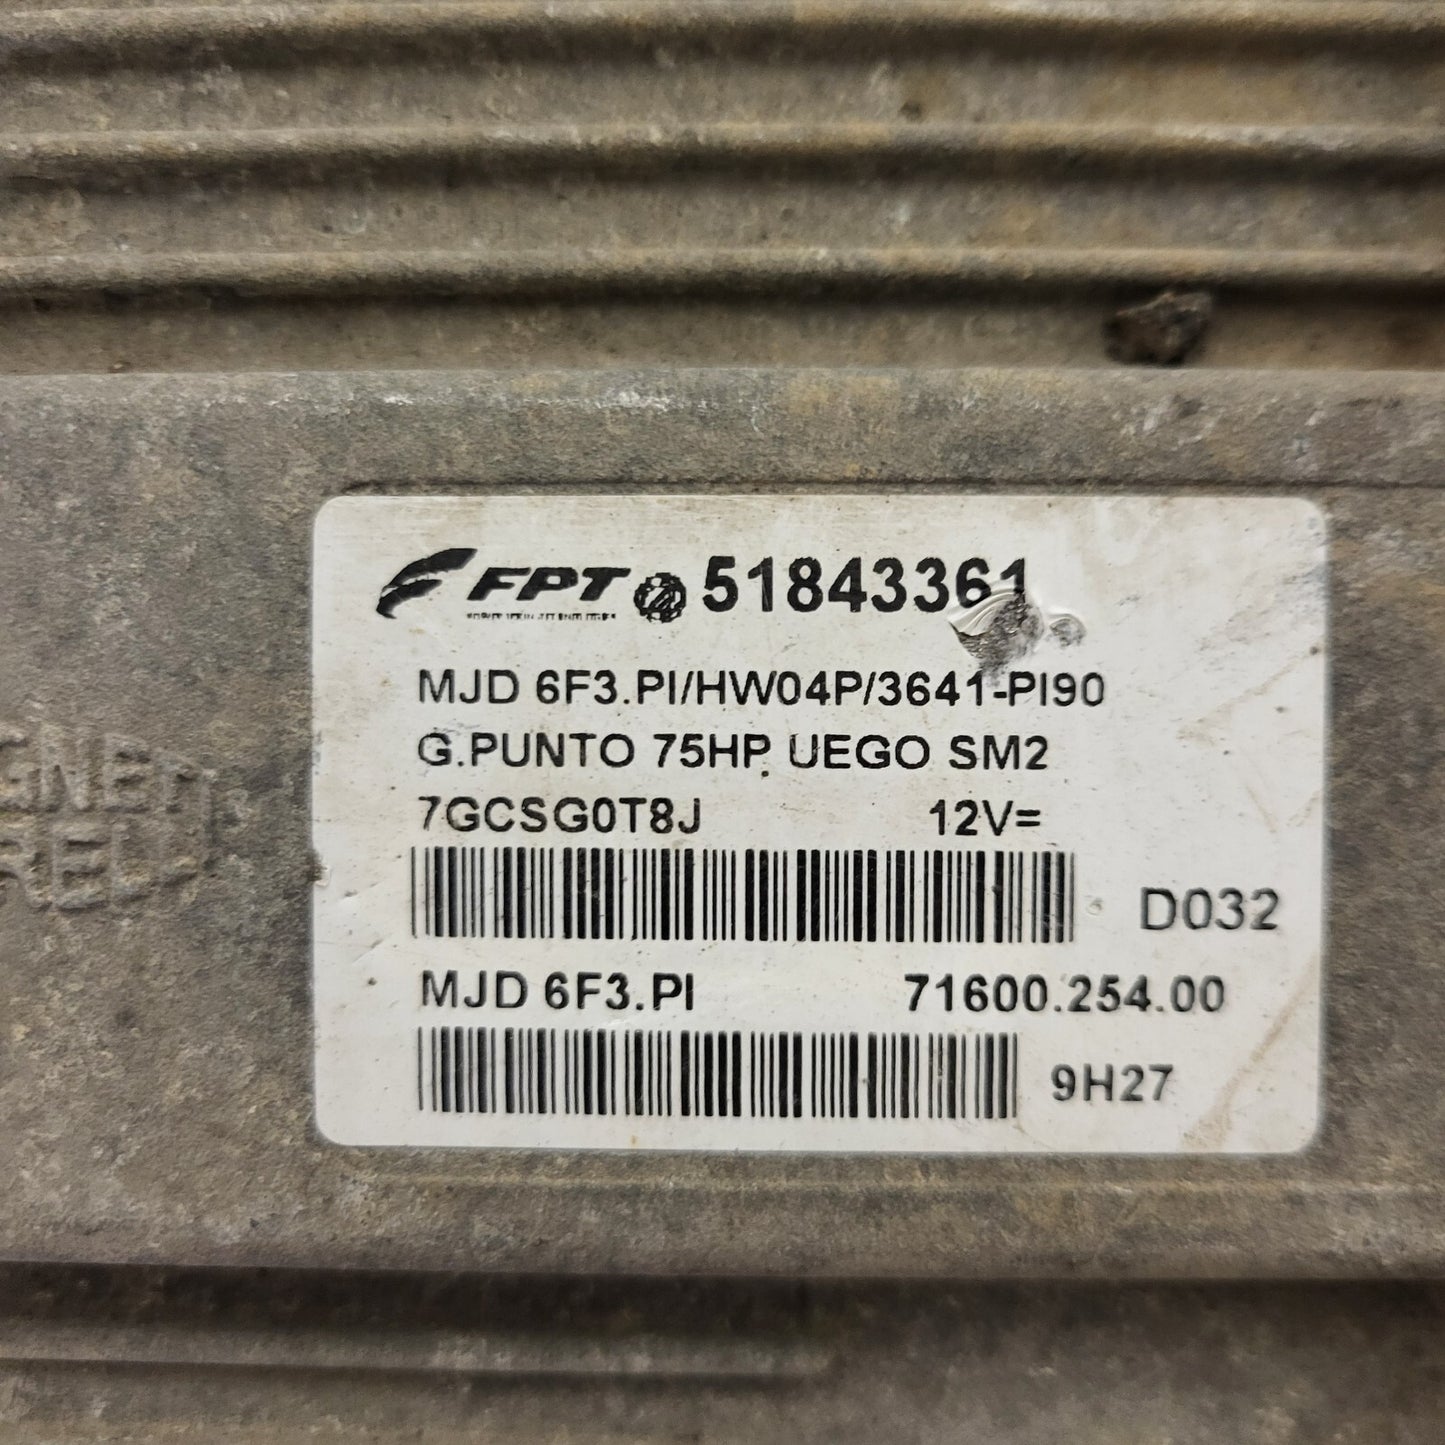 FPT 51843361
MJD 6F3.PI/HW04P/3641-PI90
G.PUNTO 75HP UEGO SM2
7GCSG0T8J 12V=
D032
MJD 6F3.PI 71600.254.00
9H27